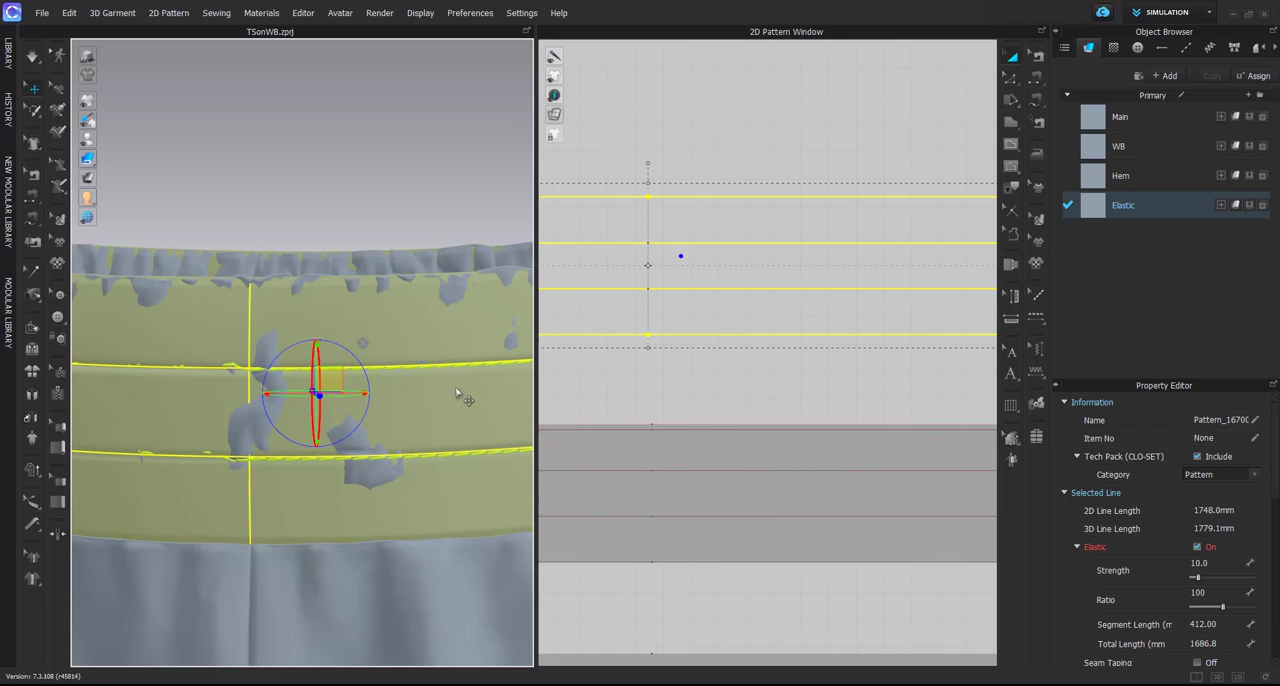 File Edit 3D Garment 2D Pattern Sewing Materials Editor Avatar Render Display Preferences Settings Help
SIMULATION
TSonWB.zprj
2D Pattern Window
Object Browser
LIBRARY
HISTORY
NEW MODULAR LIBRARY
MODULAR LIBRARY
+ Add
Copy
Assign
Primary
Main
WB
Hem
Elastic
Property Editor
Information
Name Pattern_16700
Item No None
Tech Pack (CLO-SET) Include
Category Pattern
Selected Line
2D Line Length 1748.0mm
3D Line Length 1779.1mm
Elastic On
Strength 10.0
Ratio 100
Segment Length (m 412.00
Total Length (mm 1686.8
Seam Taping Off
Version: 7.3.108 (r45814)
3D
2D